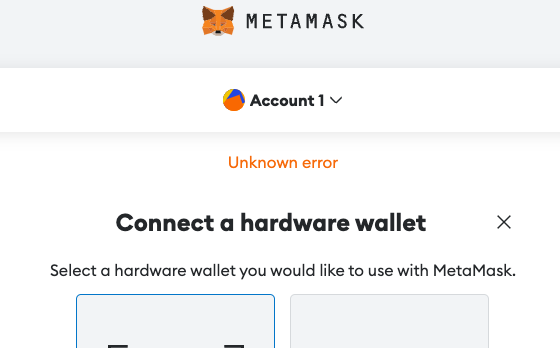 METAMASK
Account 1
Unknown error
Connect a hardware wallet
Select a hardware wallet you would like to use with MetaMask.